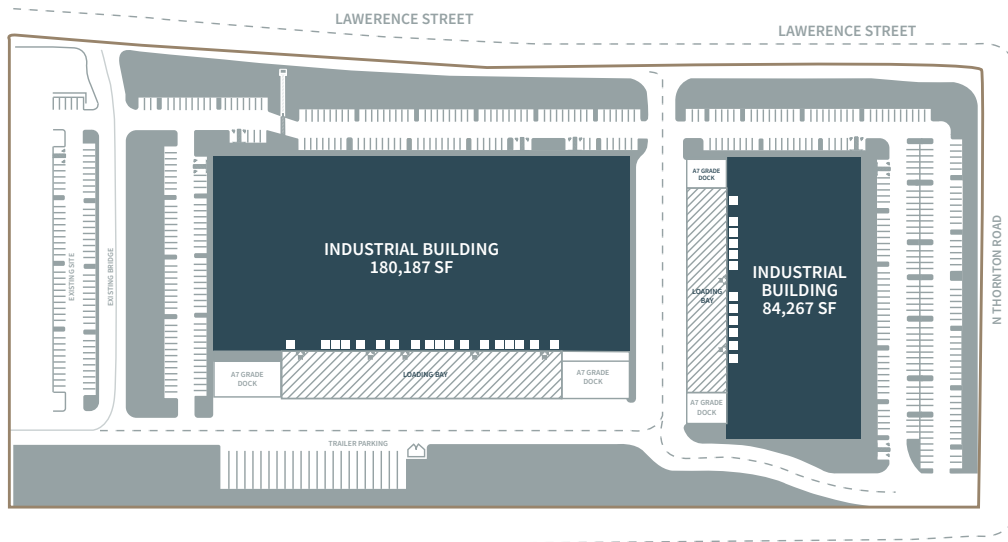 LAWERENCE STREET
LAWERENCE STREET
A7 GRADE
DOCK
INDUSTRIAL BUILDING
180,187 SF
INDUSTRIAL
BUILDING
84,267 SF
LOADING
BAY
EXISTING SITE
EXISTING BRIDGE
N THORNTON ROAD
A7 GRADE
DOCK
LOADING BAY
A7 GRADE
DOCK
A7 GRADE
DOCK
TRAILER PARKING